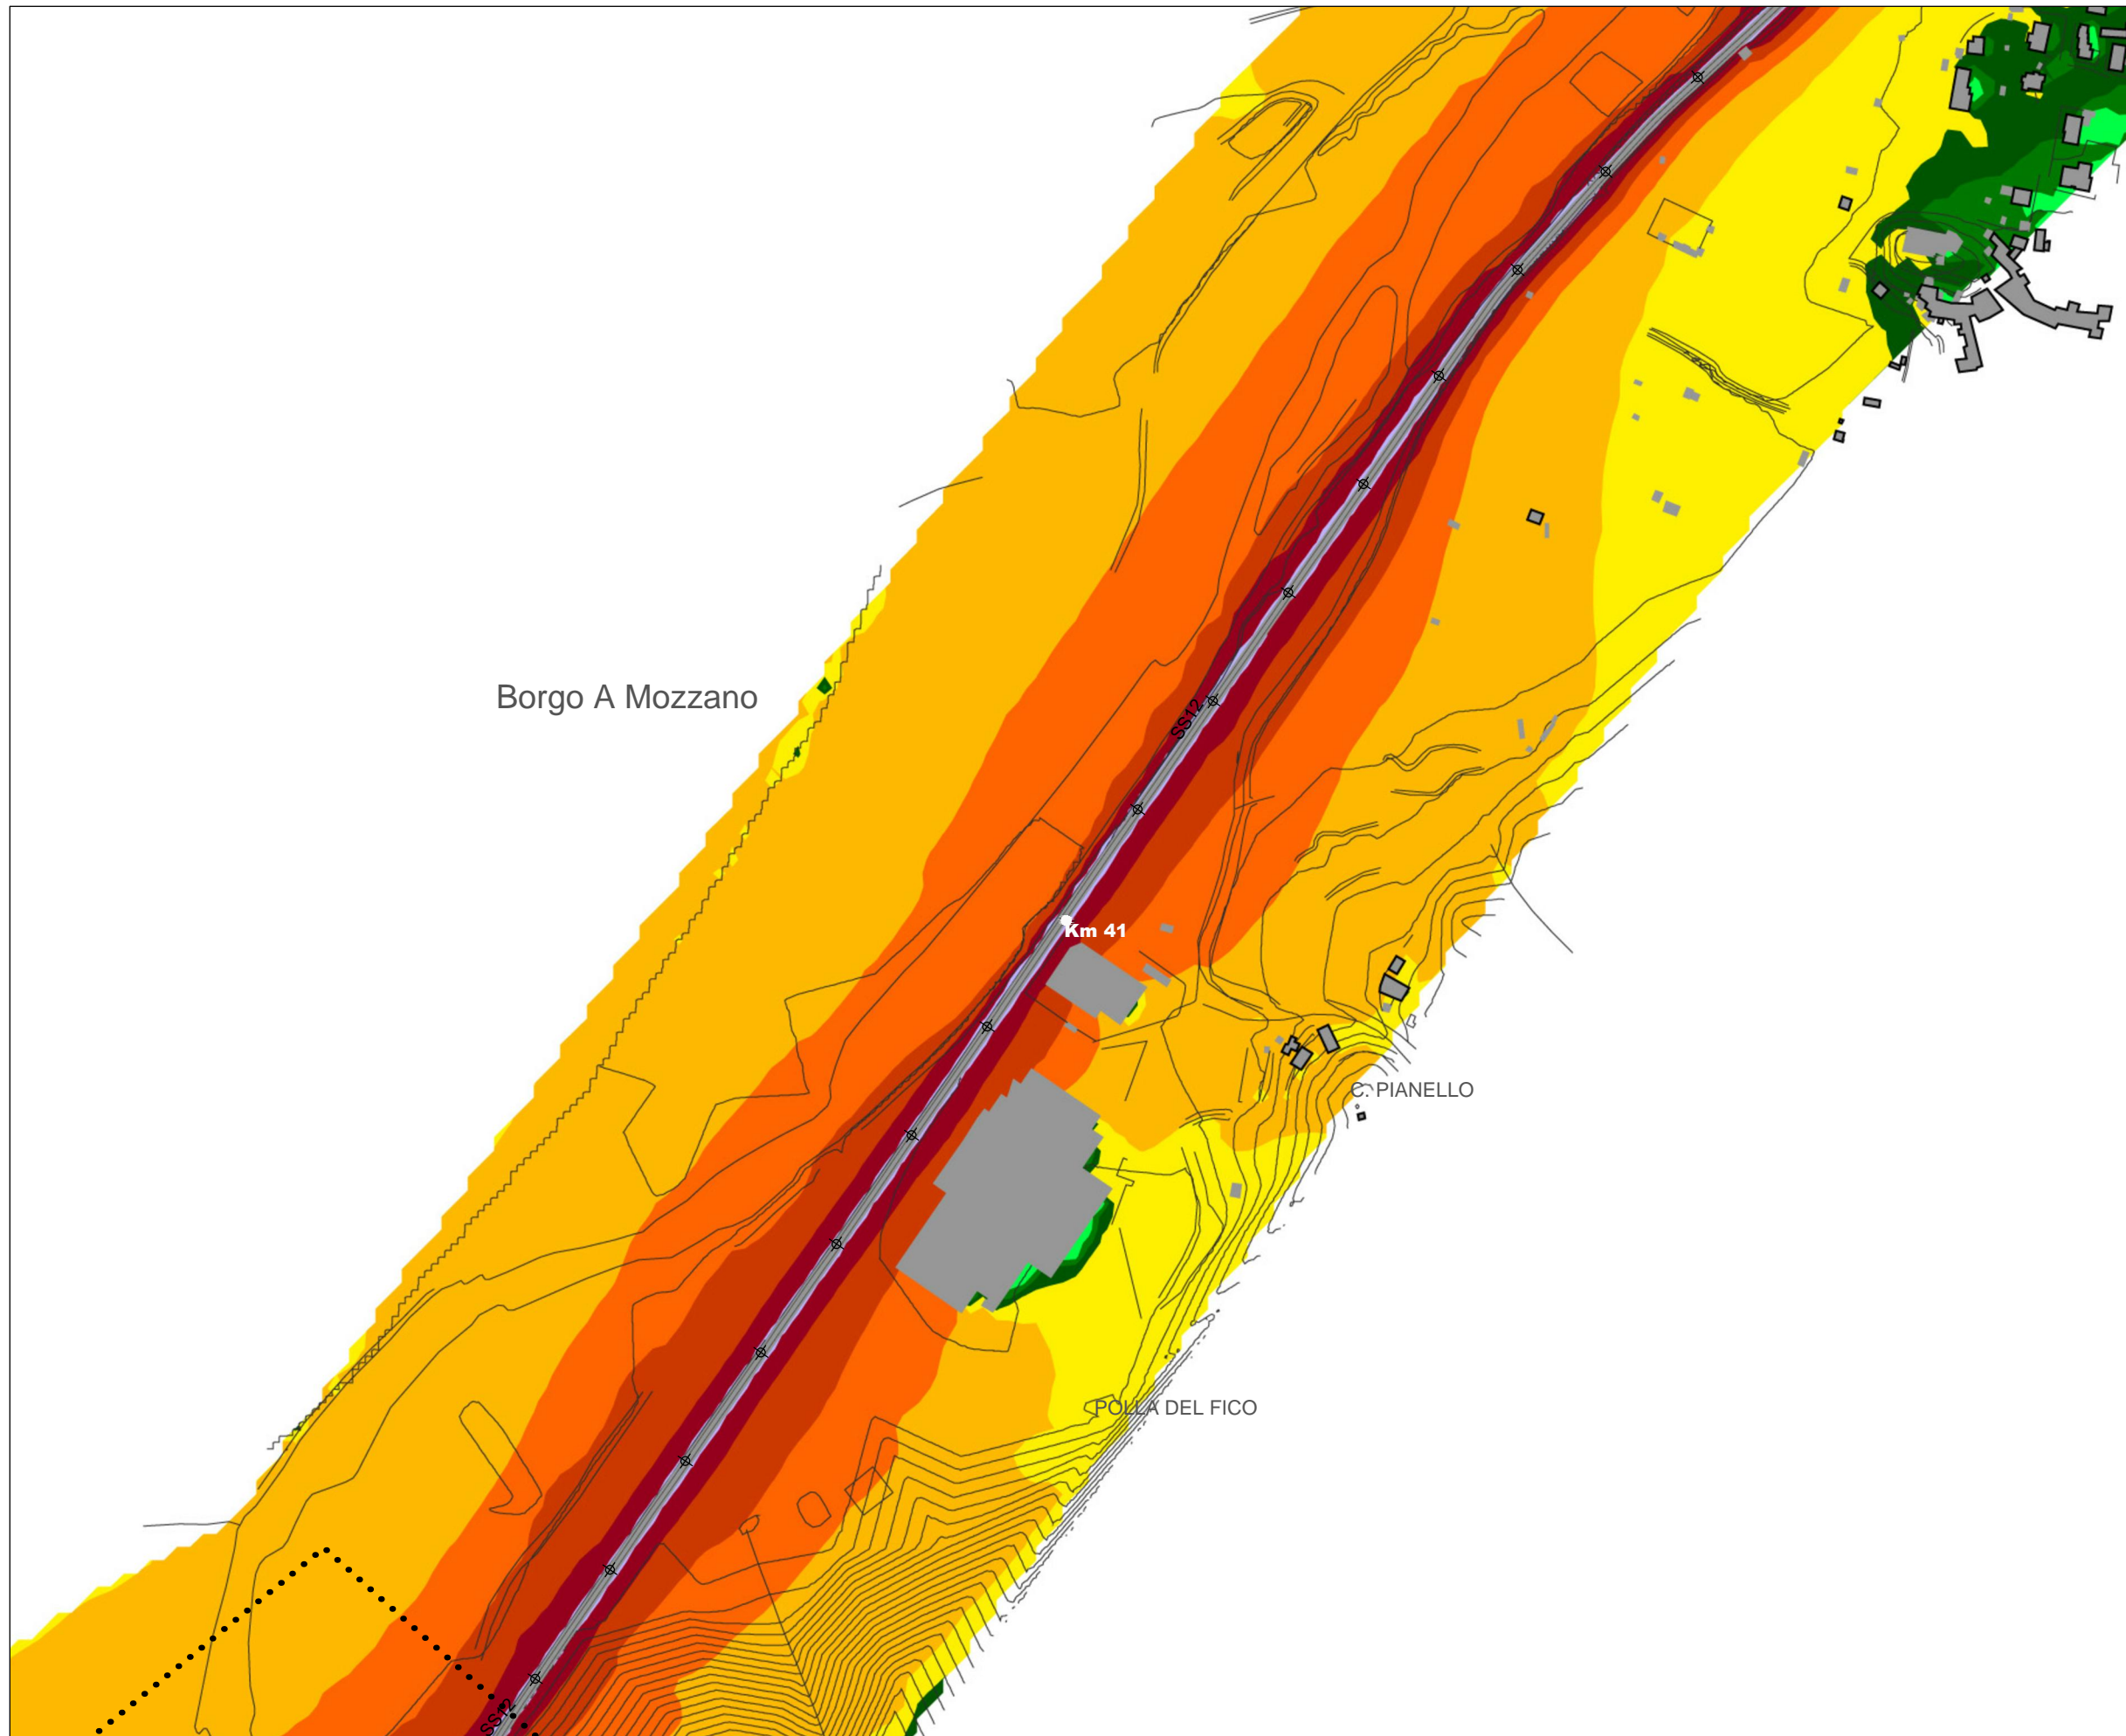 Borgo A Mozzano
SS12
Km 41
C. PIANELLO
POLLA DEL FICO
SS12